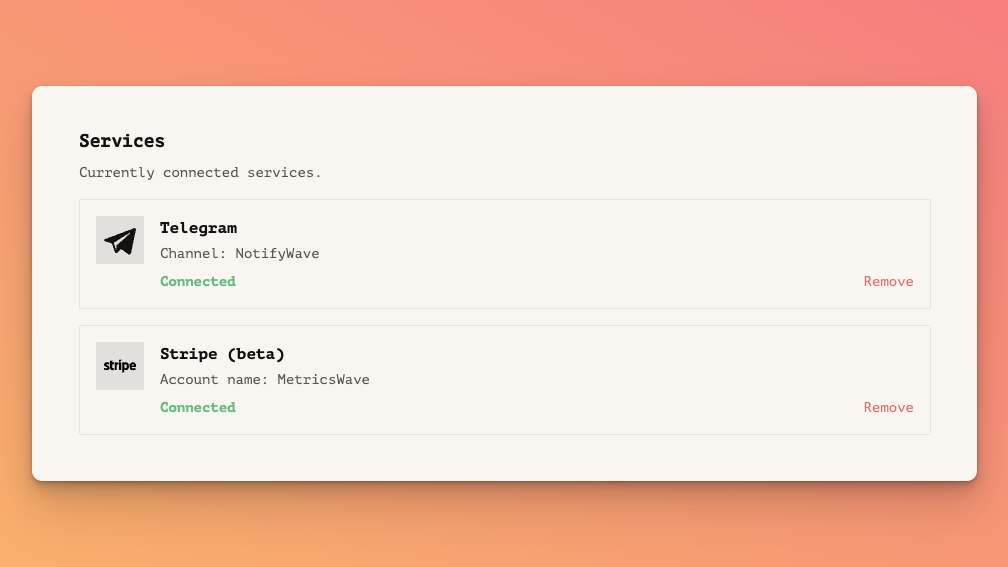 Services
Currently connected services.
Telegram
Channel: NotifyWave
Connected
Remove
stripe
Stripe (beta)
Account name: MetricsWave
Connected
Remove